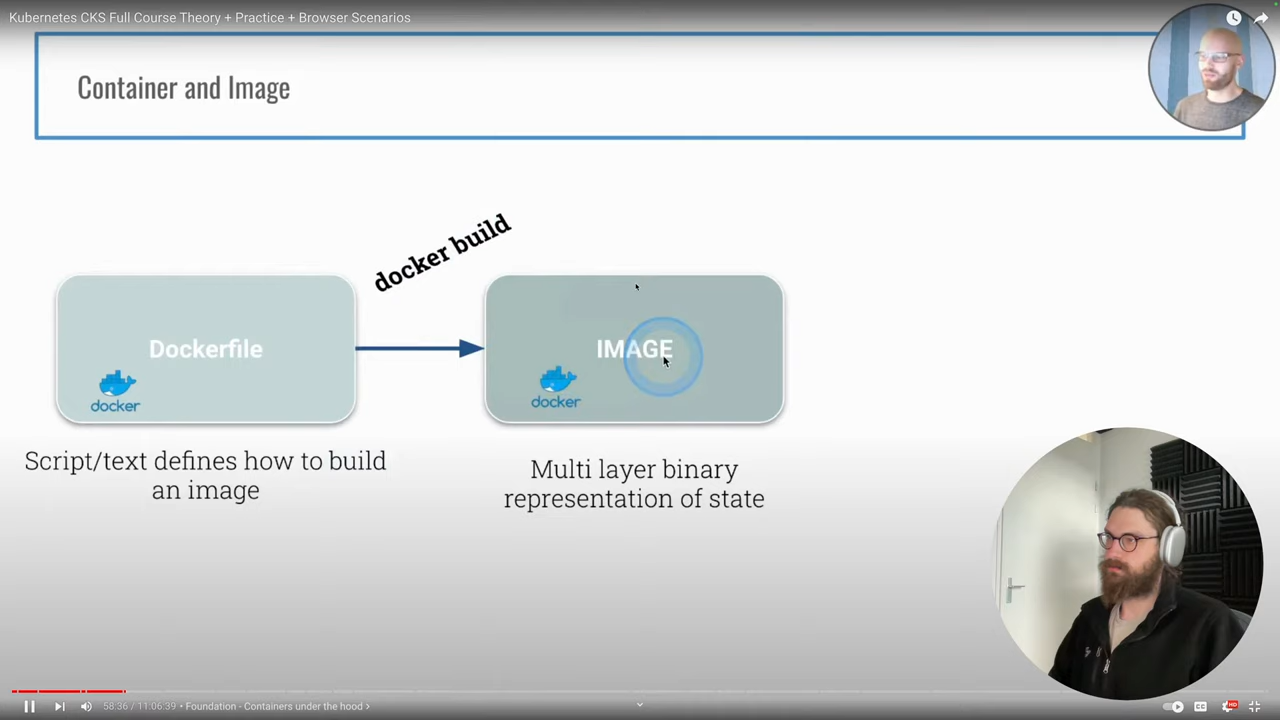 Kubernetes CKS Full Course Theory + Practice + Browser Scenarios
Container and Image
docker build
Dockerfile
docker
IMAGE
docker
Script/text defines how to build
an image
Multi layer binary
representation of state
58:36 / 11:06:39 • Foundation - Containers under the hood ›
CC
HD